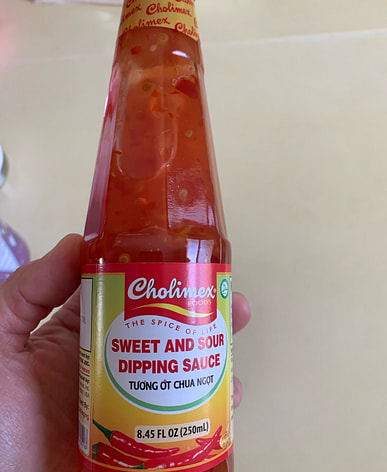 Cholimex
Cholimex
Cholimex
FOODS
THE SPICE OF LIFE
SWEET AND SOUR
DIPPING SAUCE
TƯƠNG ỚT CHUA NGỌT
8.45 FL OZ (250mL)